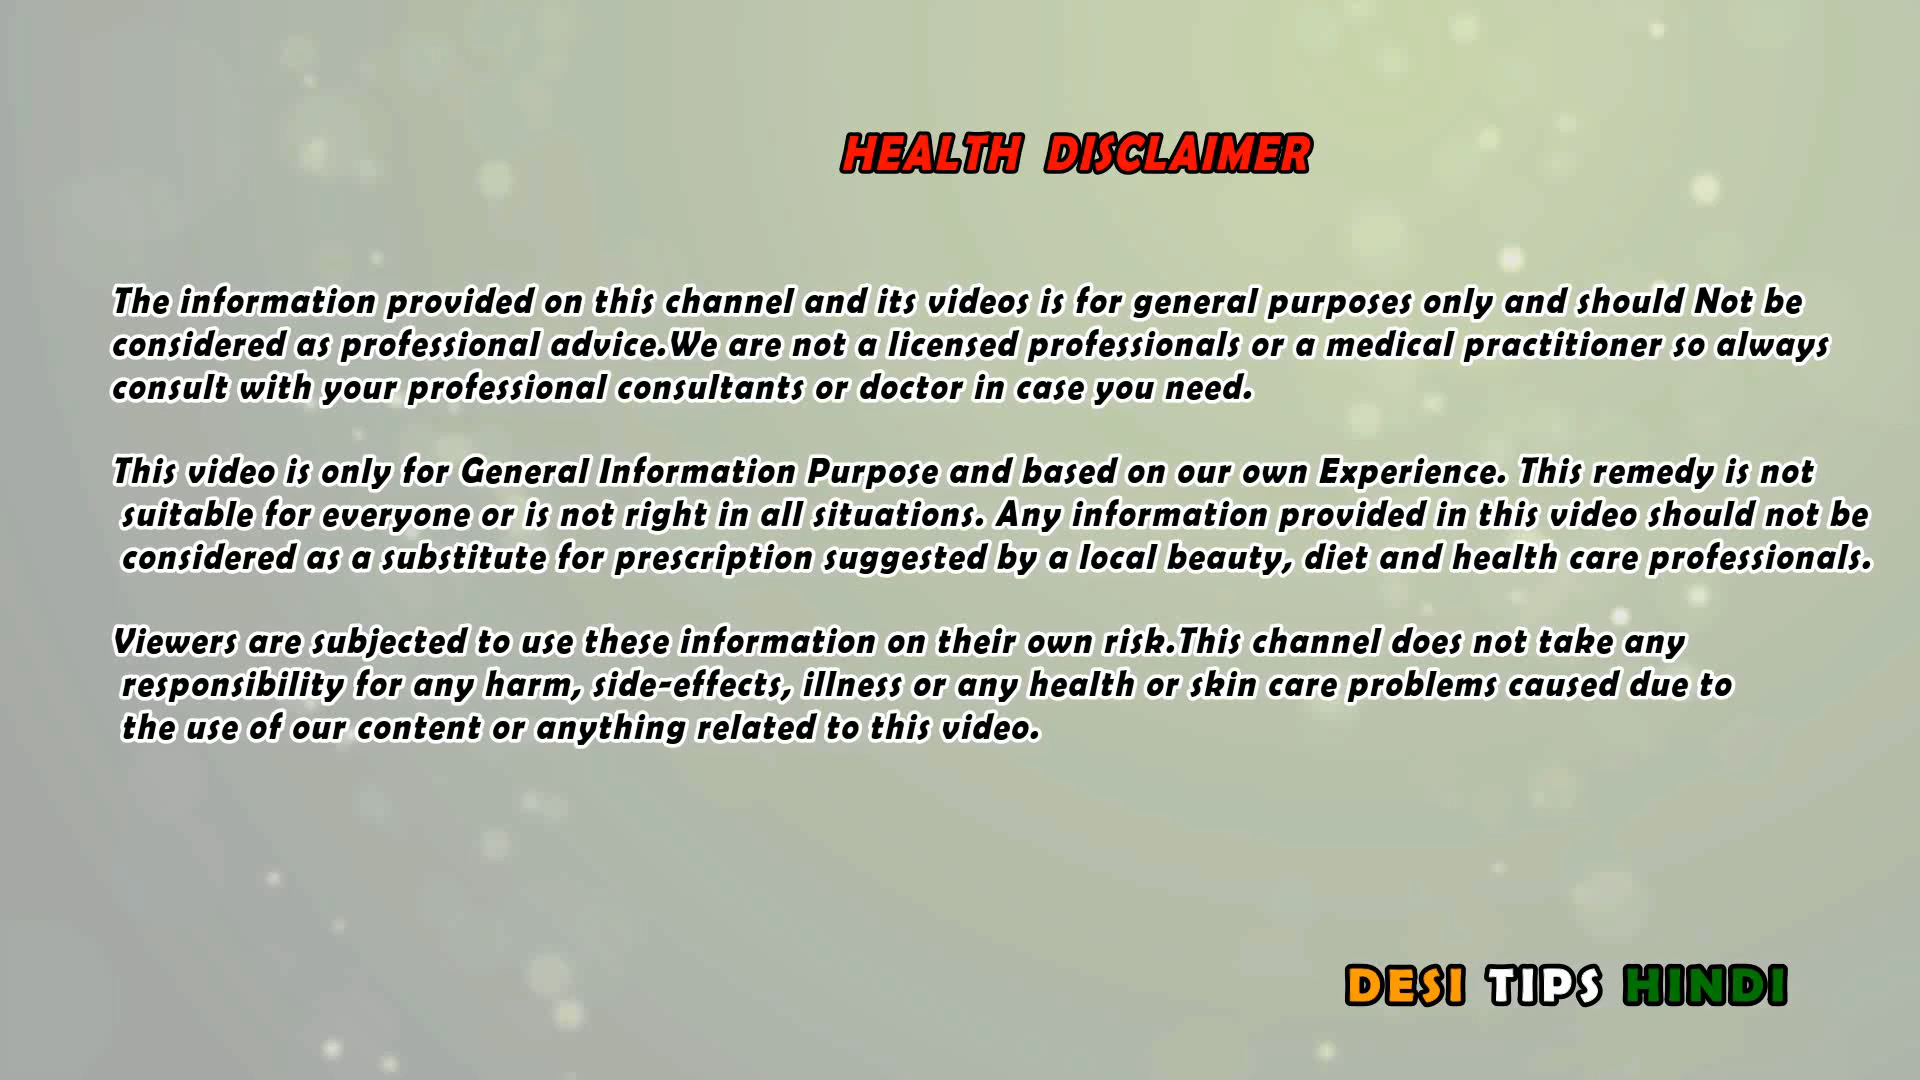 HEALTH DISCLAIMER
The information provided on this channel and its videos is for general purposes only and should Not be
considered as professional advice.We are not a licensed professionals or a medical practitioner so always
consult with your professional consultants or doctor in case you need.
This video is only for General Information Purpose and based on our own Experience. This remedy is not
suitable for everyone or is not right in all situations. Any information provided in this video should not be
considered as a substitute for prescription suggested by a local beauty, diet and health care professionals.
Viewers are subjected to use these information on their own risk.This channel does not take any
responsibility for any harm, side-effects, illness or any health or skin care problems caused due to
the use of our content or anything related to this video.
DESI TIPS HINDI